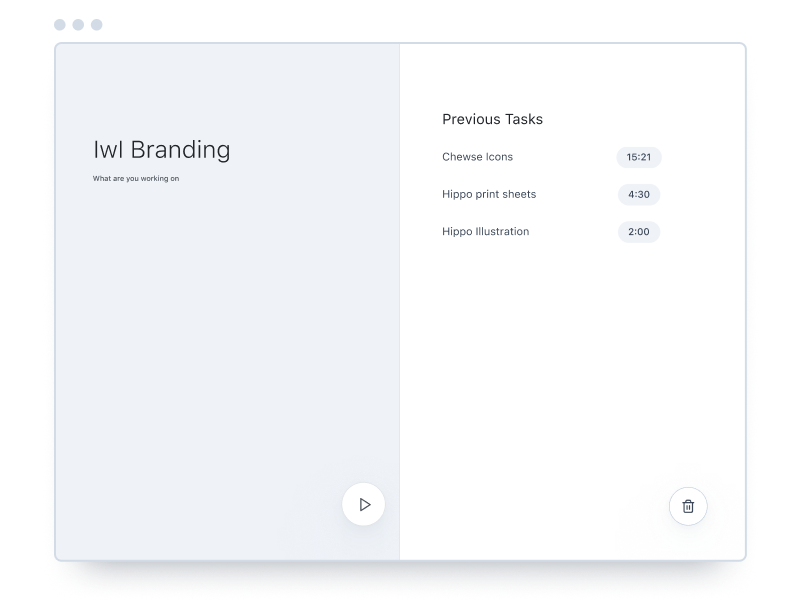 Iwl Branding
What are you working on
Previous Tasks
Chewse Icons 15:21
Hippo print sheets 4:30
Hippo Illustration 2:00